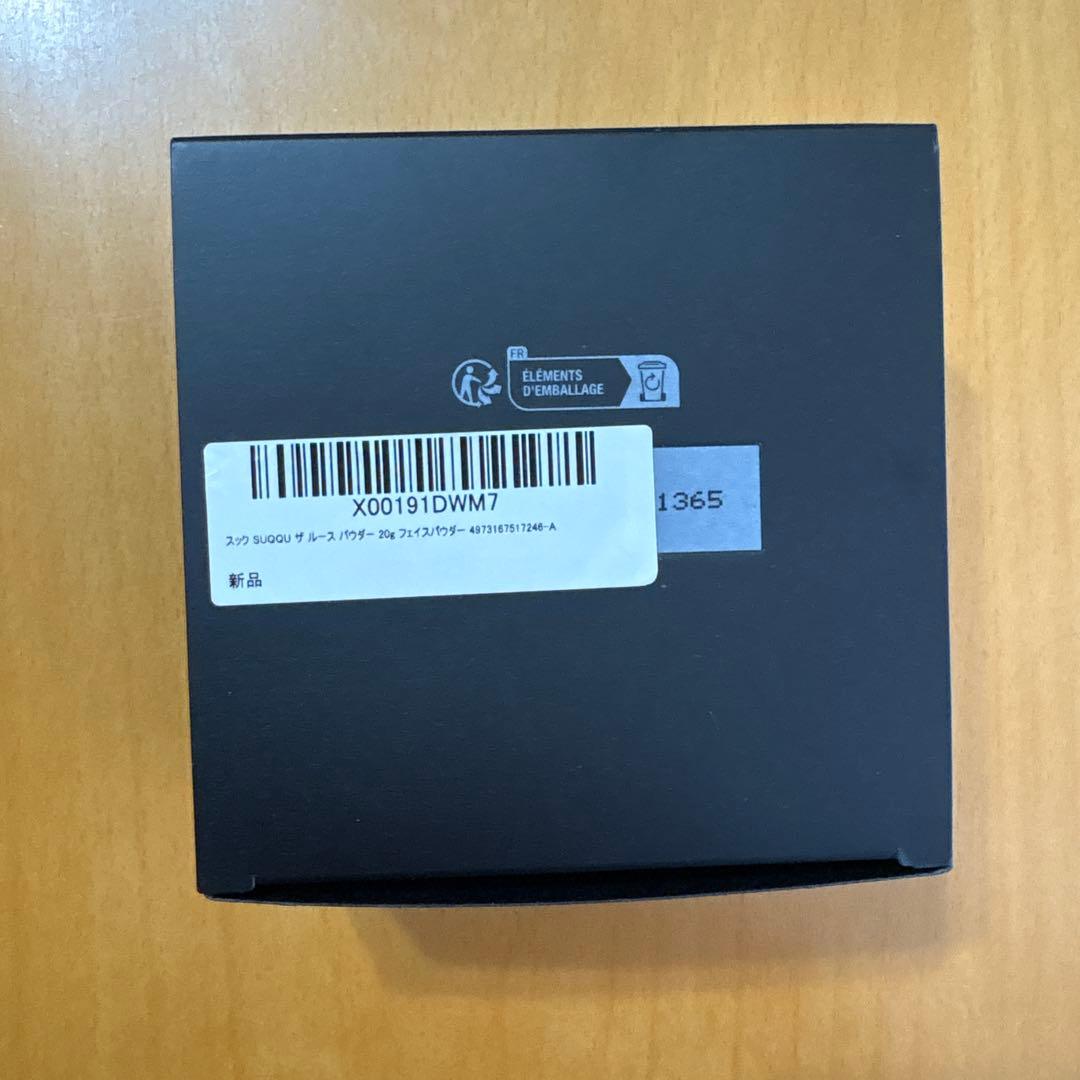 FR
ÉLÉMENTS
D'EMBALLAGE
X00191DWM7
スック SUQQU ザ ルース パウダー 20g フェイスパウダー 4973167517246-A
新品
1365